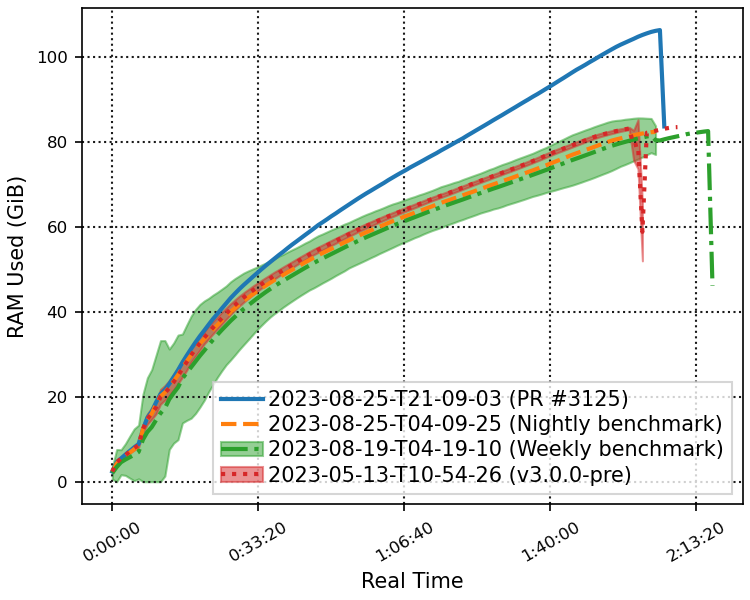 100
80
60
40
20
0
RAM Used (GiB)
2023-08-25-T21-09-03 (PR #3125)
2023-08-25-T04-09-25 (Nightly benchmark)
2023-08-19-T04-19-10 (Weekly benchmark)
2023-05-13-T10-54-26 (v3.0.0-pre)
0:00:00
0:33:20
1:06:40
1:40:00
2:13:20
Real Time